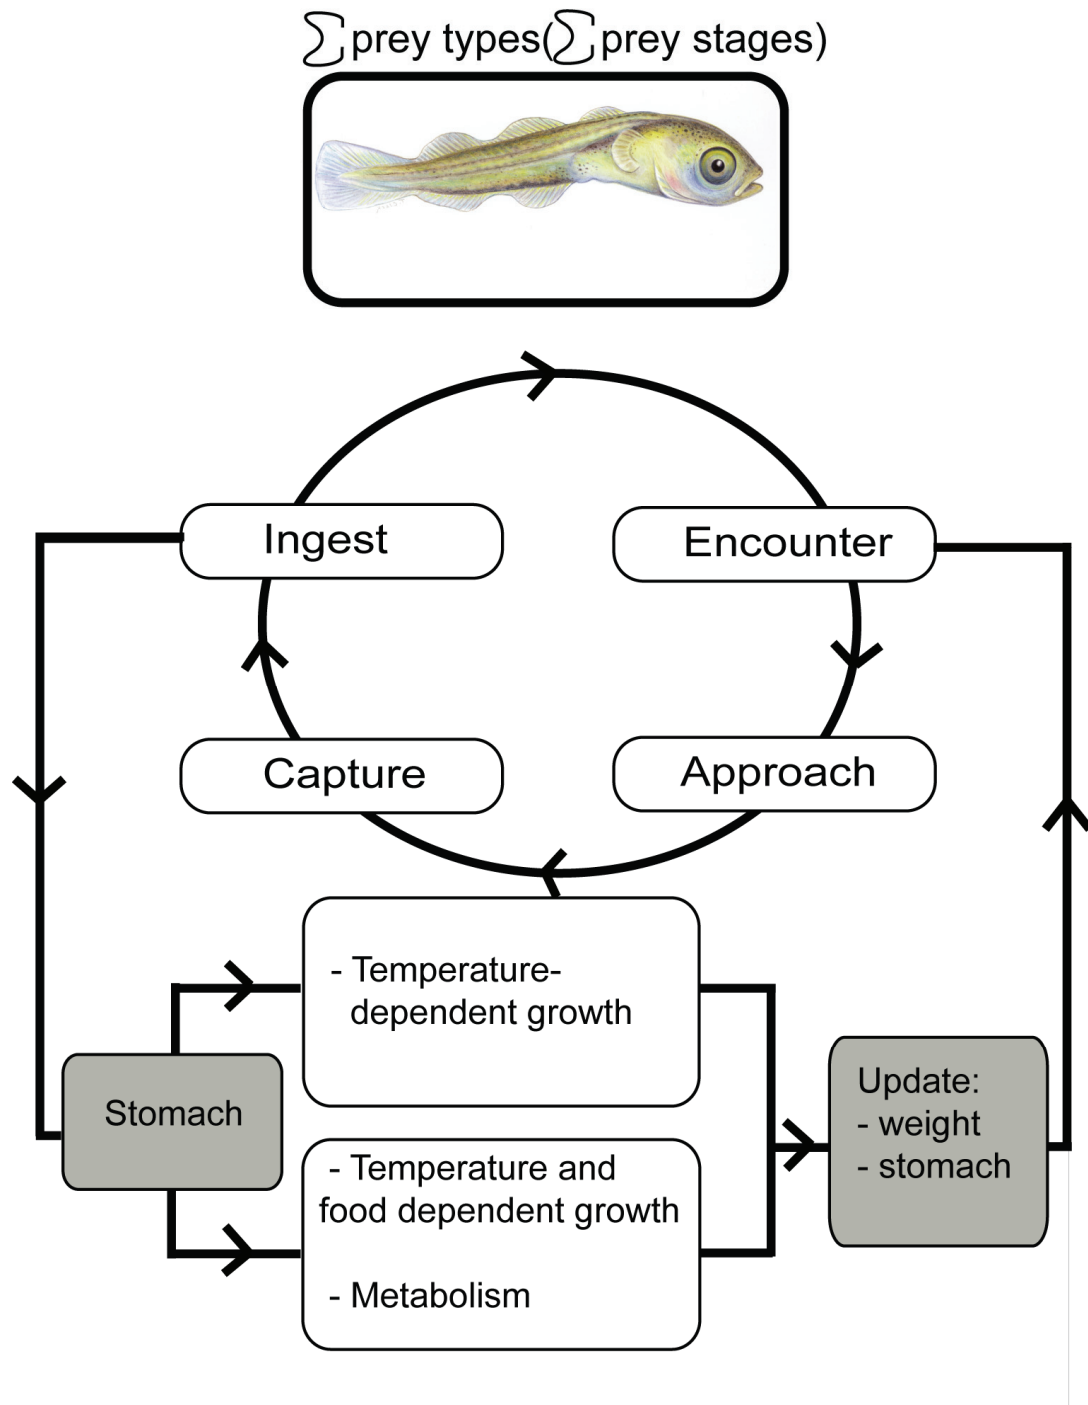 ∑ prey types(∑ prey stages)
Ingest
Encounter
Capture
Approach
- Temperature-
dependent growth
Stomach
Update:
- weight
- stomach
- Temperature and
food dependent growth
- Metabolism